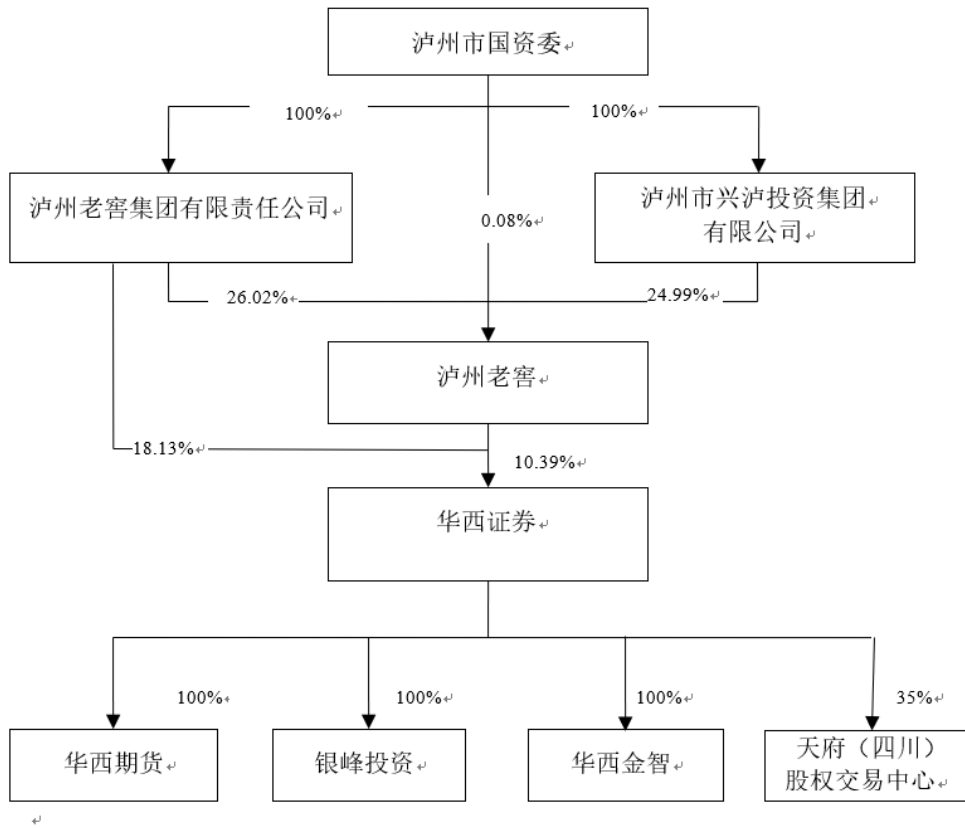 泸州市国资委
100%
100%
泸州老窖集团有限责任公司
泸州市兴泸投资集团
有限公司
0.08%
26.02%
24.99%
泸州老窖
18.13%
10.39%
华西证券
100%
100%
100%
35%
华西期货
银峰投资
华西金智
天府（四川）
股权交易中心